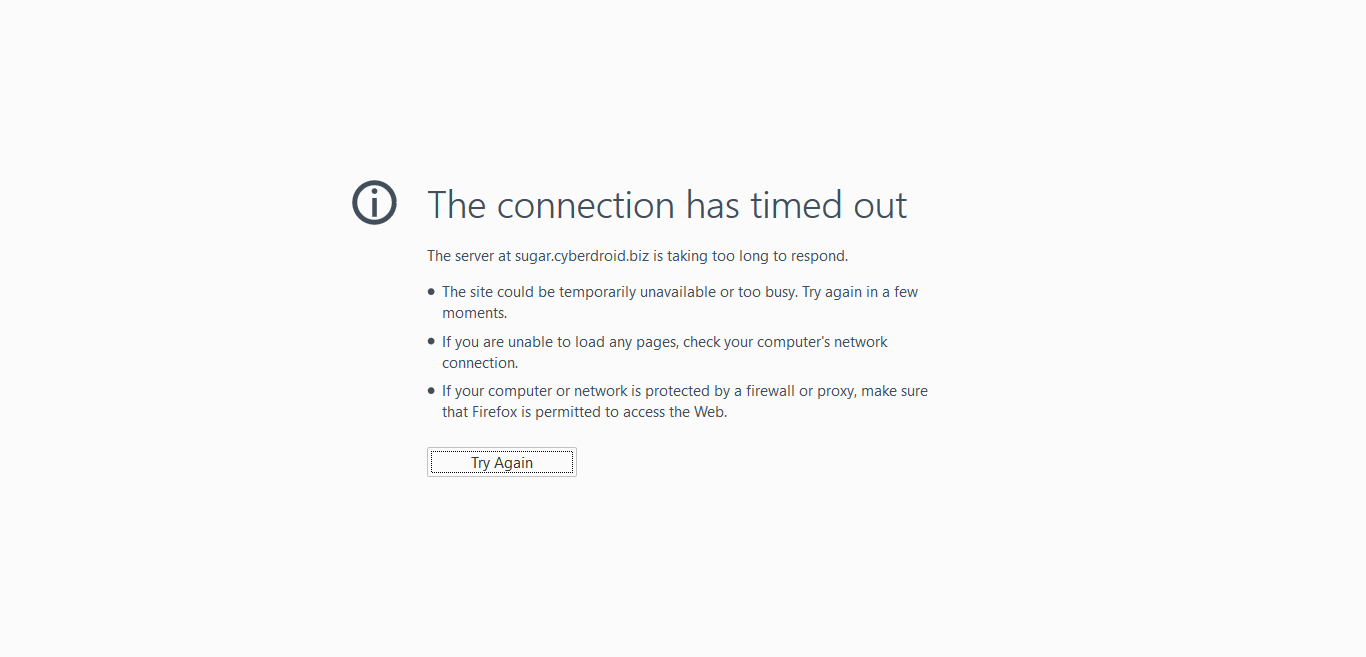 The connection has timed out
The server at sugar.cyberdroid.biz is taking too long to respond.
The site could be temporarily unavailable or too busy. Try again in a few
moments.
If you are unable to load any pages, check your computer's network
connection.
If your computer or network is protected by a firewall or proxy, make sure
that Firefox is permitted to access the Web.
Try Again